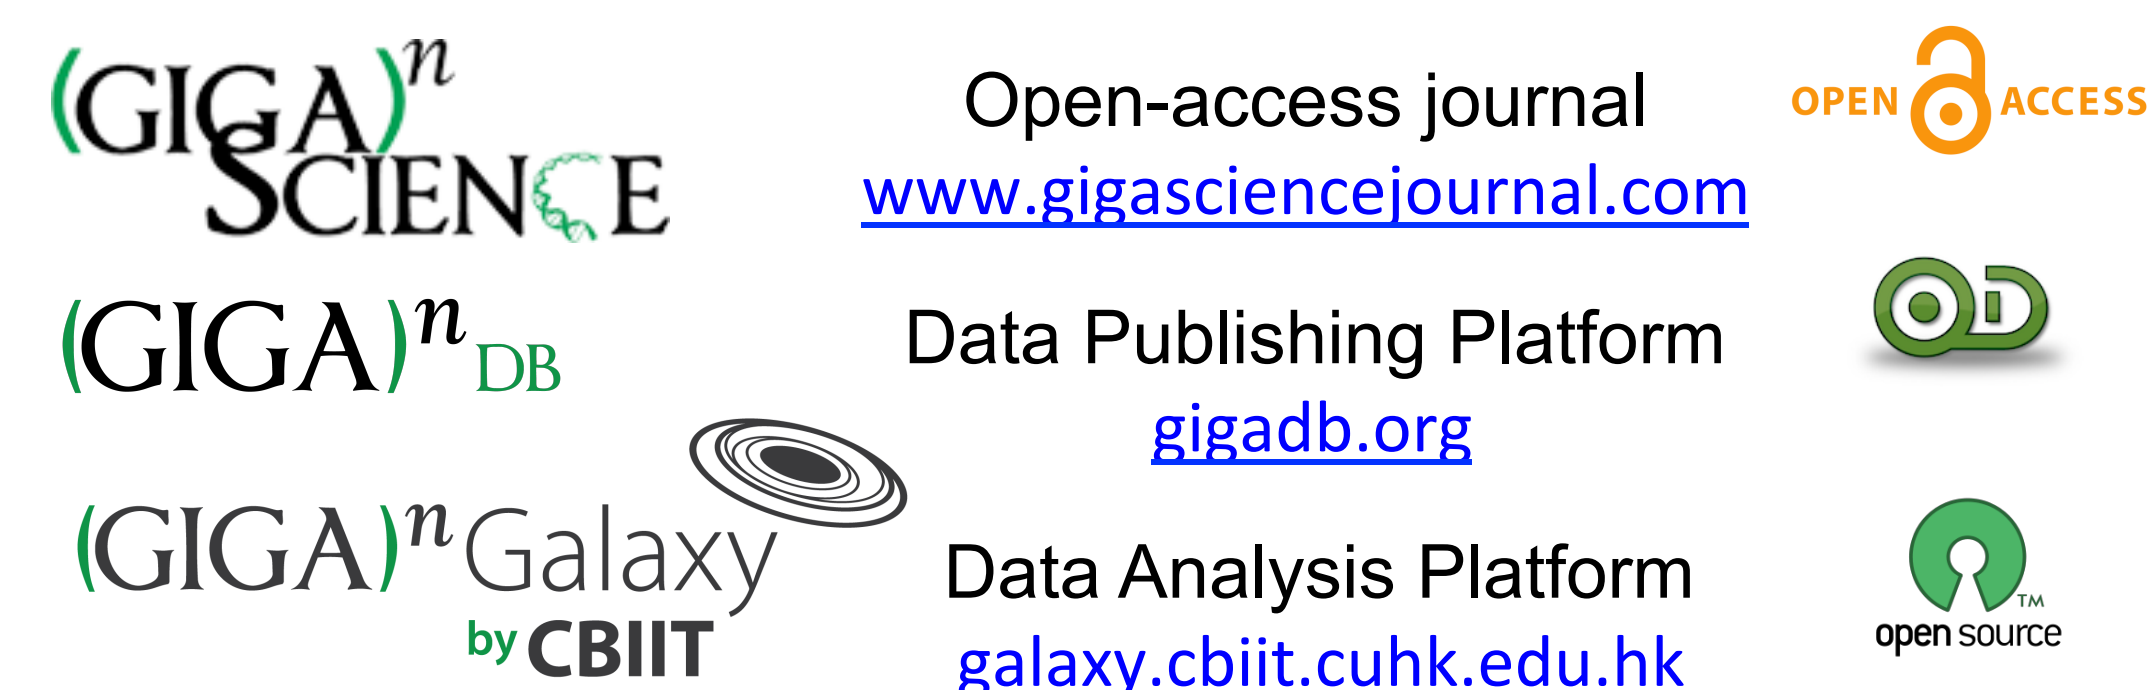 (GIGA)n
SCIENCE
Open-access journal
www.gigasciencejournal.com
OPEN ACCESS
(GIGA)n DB
Data Publishing Platform
gigadb.org
OD
(GIGA)n Galaxy
by CBIIT
Data Analysis Platform
galaxy.cbiit.cuhk.edu.hk
TM
open source